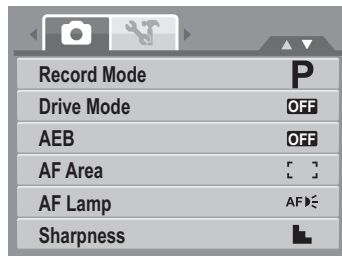 Record Mode P
Drive Mode OFF
AEB OFF
AF Area
AF Lamp AF
Sharpness